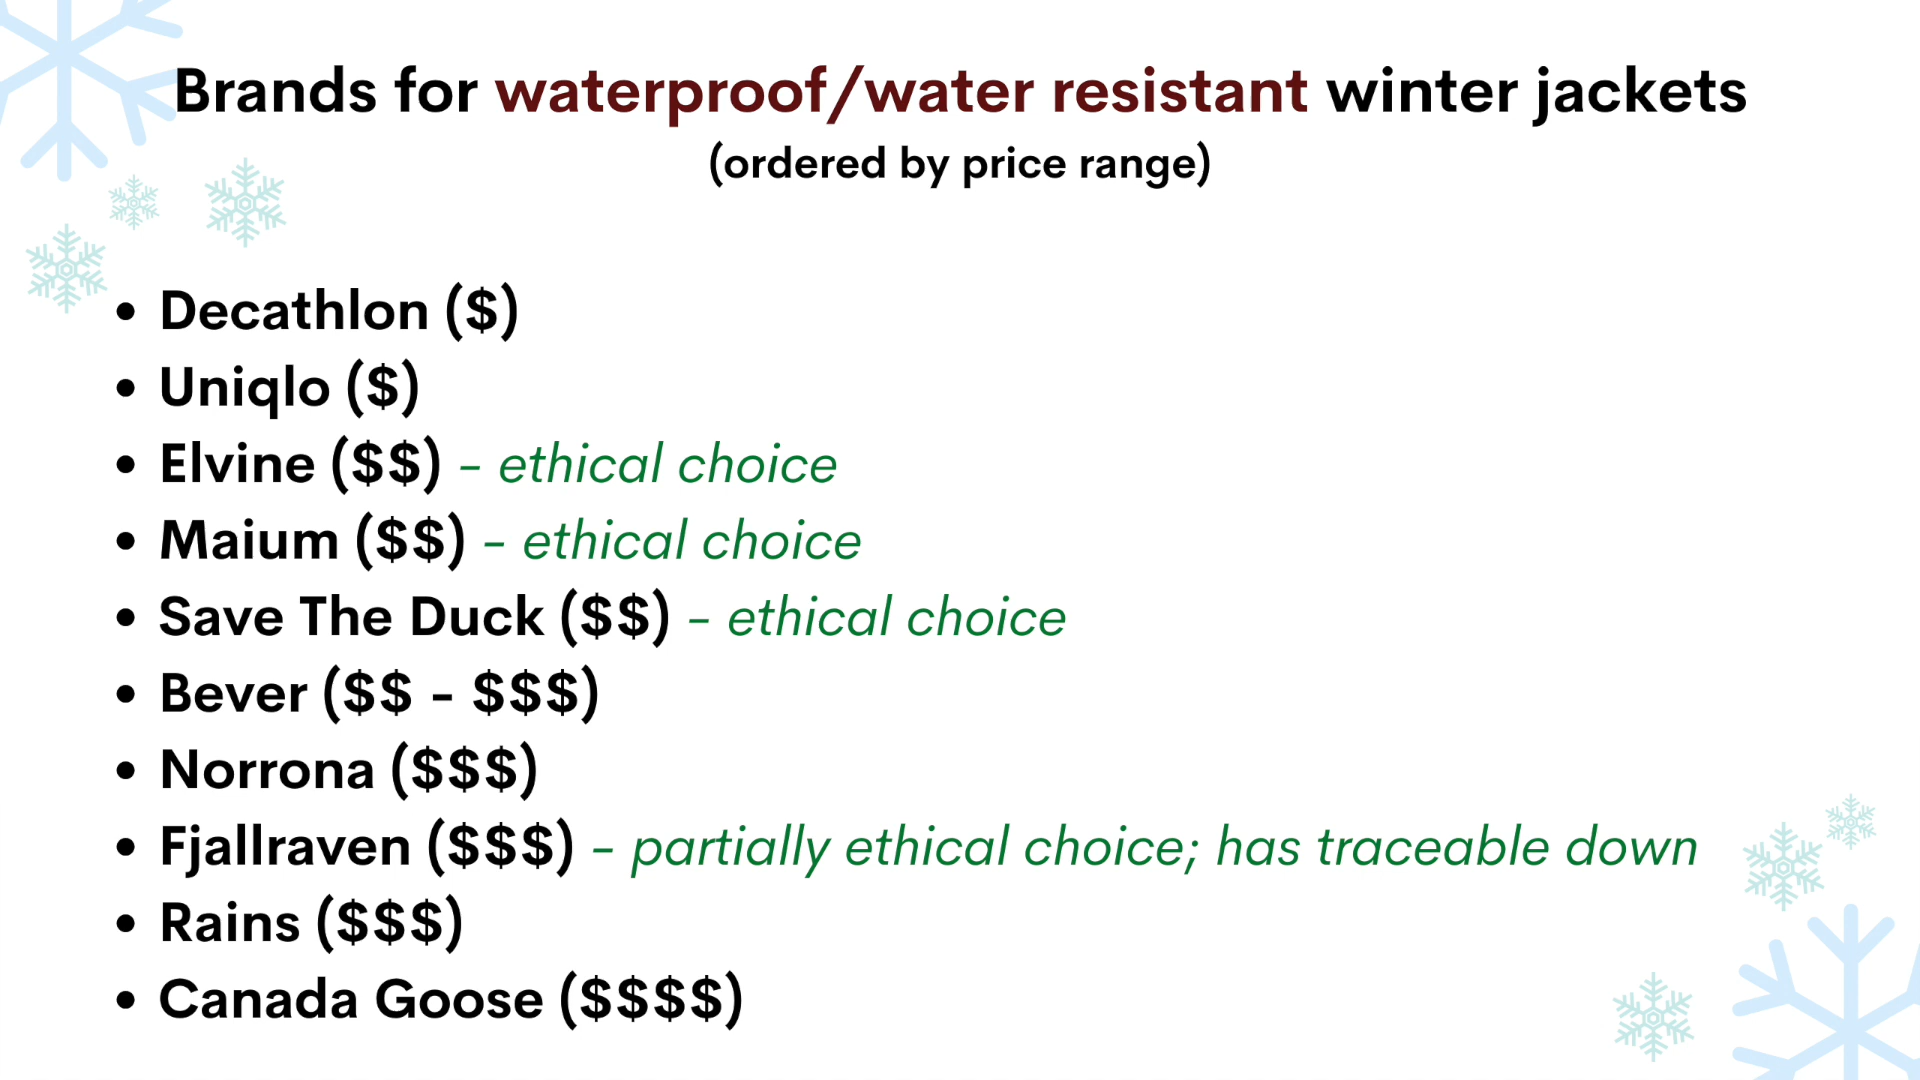 Brands for waterproof/water resistant winter jackets
(ordered by price range)
• Decathlon ($)
• Uniqlo ($)
• Elvine ($$) – ethical choice
• Maium ($$) – ethical choice
• Save The Duck ($$) – ethical choice
• Bever ($$ - $$$)
• Norrona ($$$)
• Fjallraven ($$$) – partially ethical choice; has traceable down
• Rains ($$$)
• Canada Goose ($$$$)